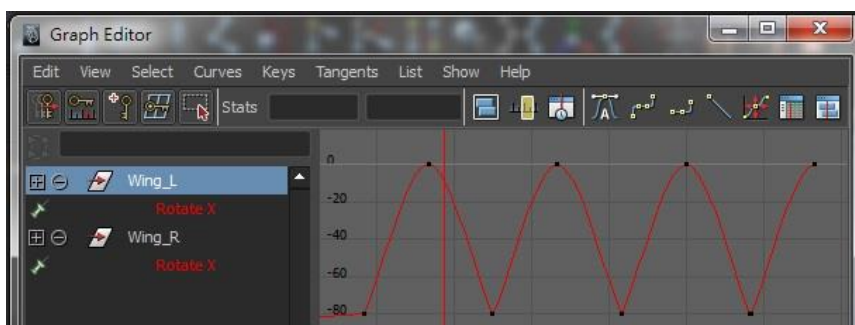 Graph Editor
Edit View Select Curves Keys Tangents List Show Help
Stats
Wing_L
Rotate X
Wing_R
Rotate X
0
-20
-40
-60
-80